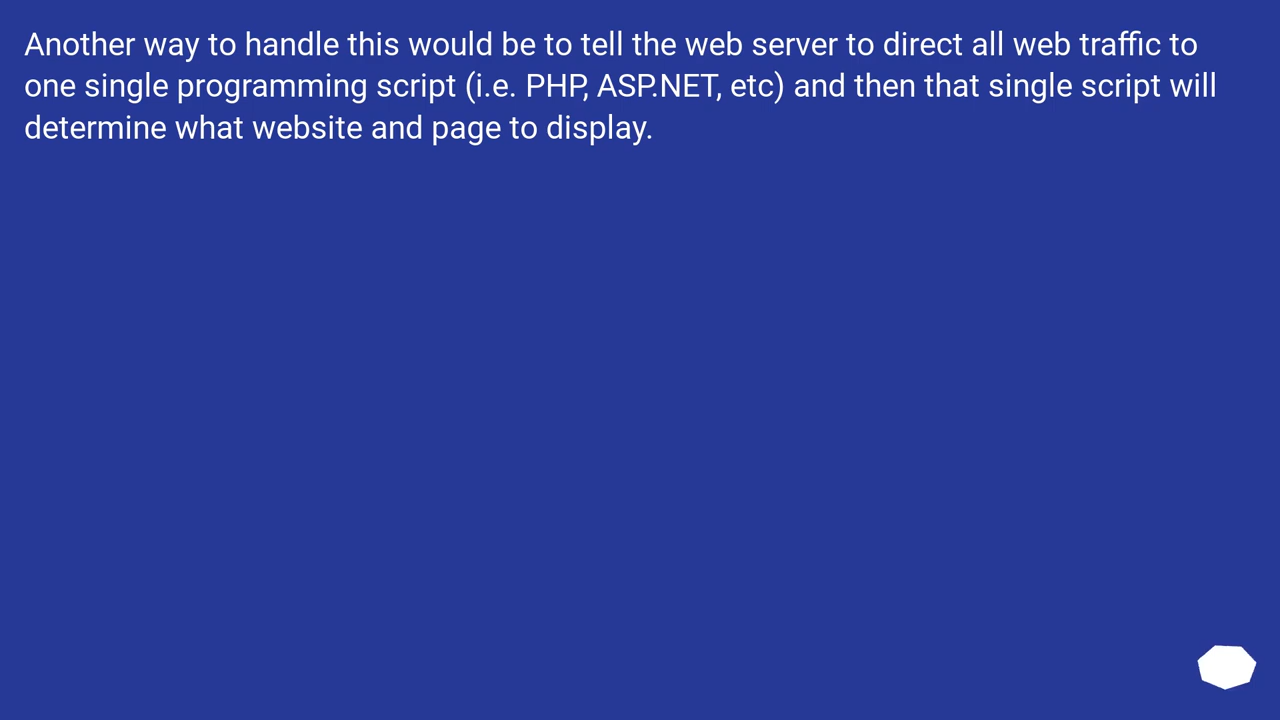 Another way to handle this would be to tell the web server to direct all web traffic to
one single programming script (i.e. PHP, ASP.NET, etc) and then that single script will
determine what website and page to display.